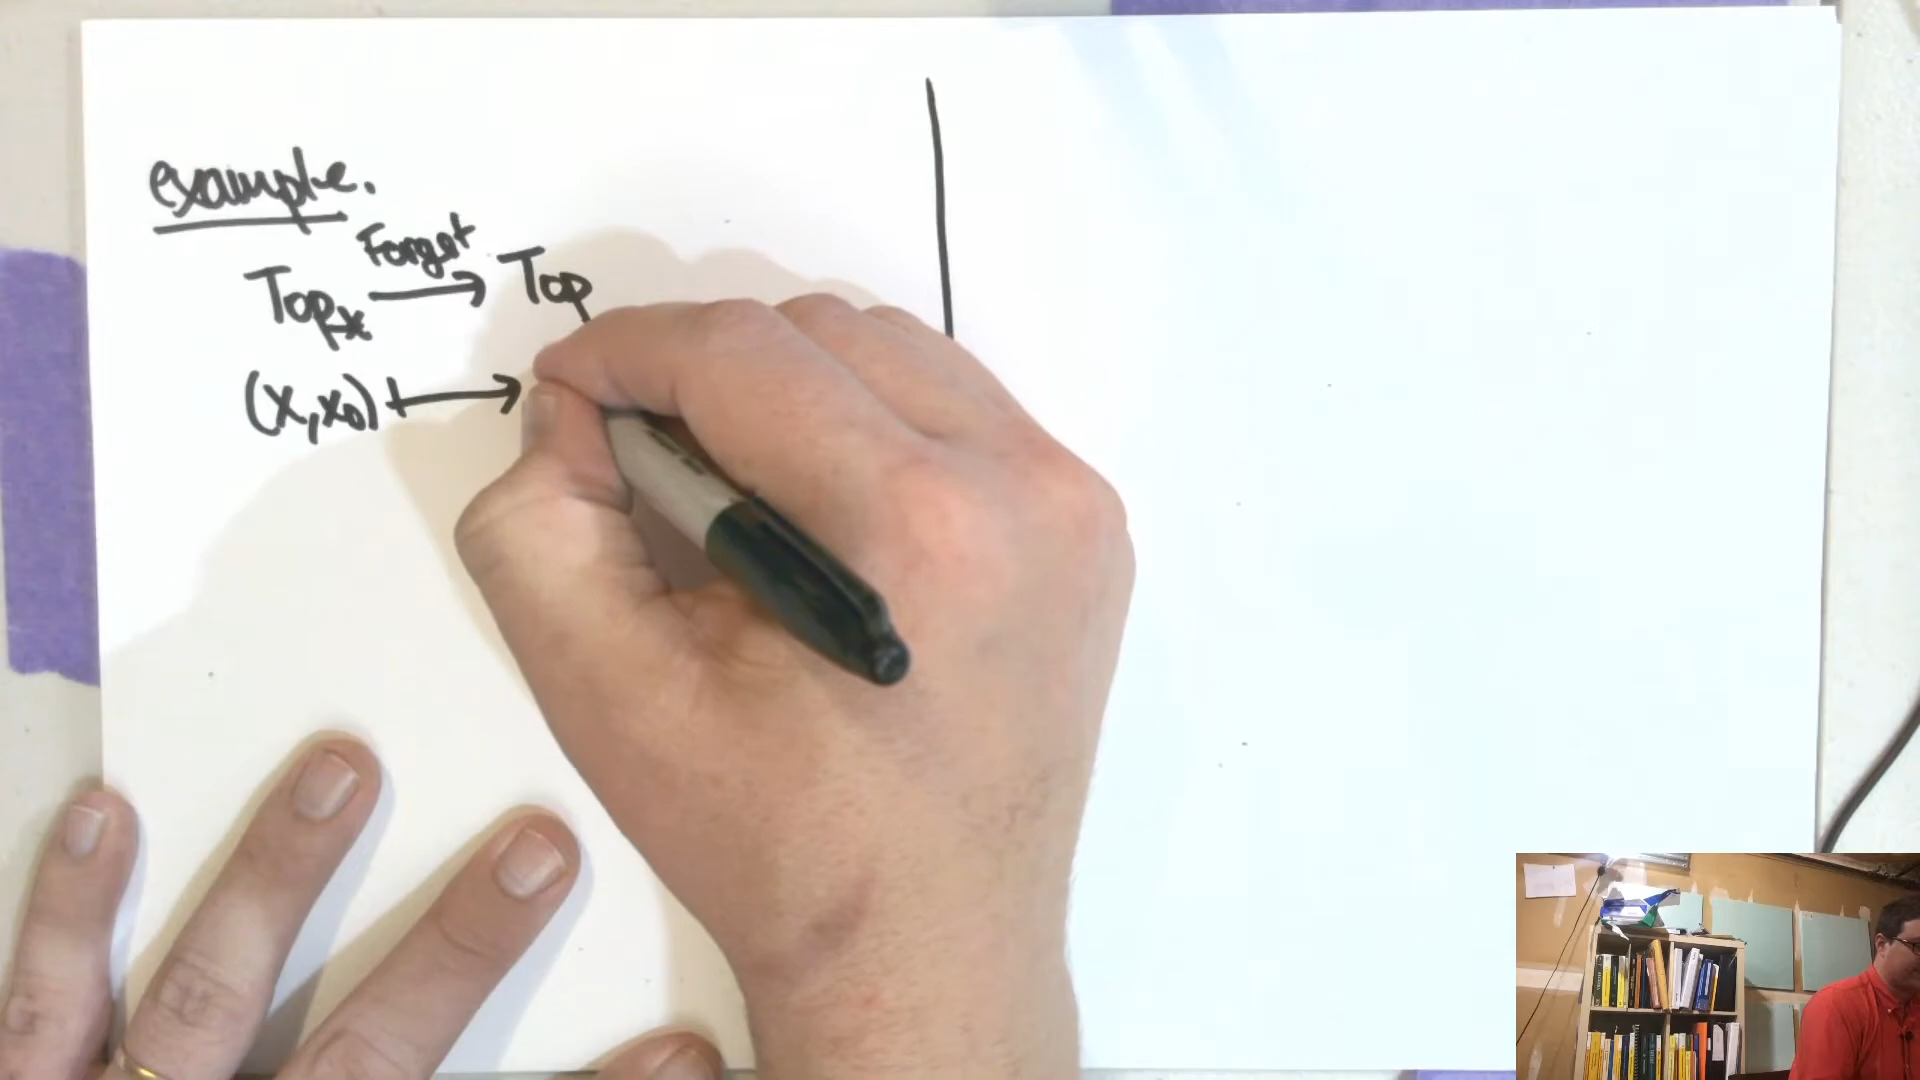 example.
Forget
Top* → Top
(X, x₀) ↦